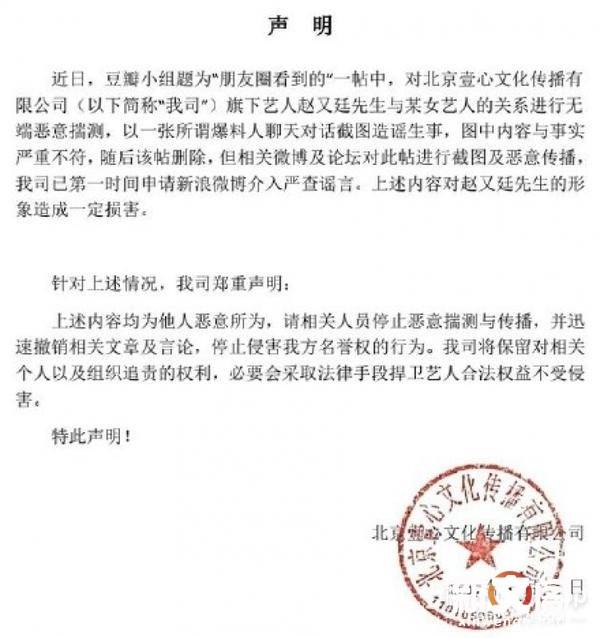 声 明
近日，豆瓣小组题为“朋友圈看到的”一帖中，对北京壹心文化传播有
限公司（以下简称“我司”）旗下艺人赵又廷先生与某女艺人的关系进行无
端恶意揣测，以一张所谓爆料人聊天对话截图造谣生事，图中内容与事实
严重不符，随后该帖删除，但相关微博及论坛对此帖进行截图及恶意传播，
我司已第一时间申请新浪微博介入严查谣言。上述内容对赵又廷先生的形
象造成一定损害。
针对上述情况，我司郑重声明：
上述内容均为他人恶意所为，请相关人员停止恶意揣测与传播，并迅
速撤销相关文章及言论，停止侵害我方名誉权的行为。我司将保留对相关
个人以及组织追责的权利，必要会采取法律手段捍卫艺人合法权益不受侵
害。
特此声明！
北京壹心文化传播有限公司
北京壹心文化传播有限公司
日